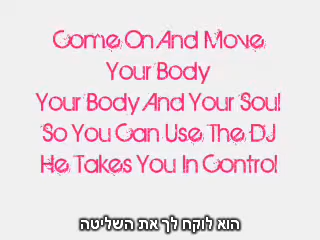 Come On And Move
Your Body
Your Body And Your Soul
So You Can Use The DJ
He Takes You In Control
הוא לוקח לך את השליטה